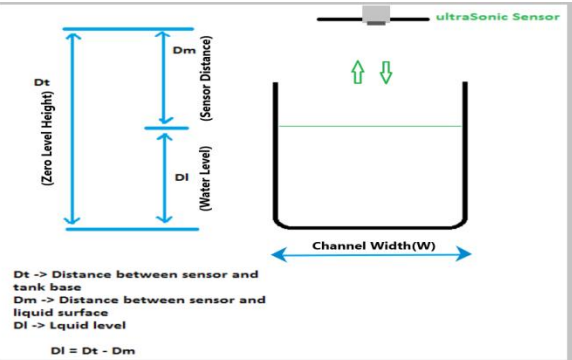 ultraSonic Sensor
Dm
(Sensor Distance)
Dt
(Zero Level Height)
Dl
(Water Level)
Channel Width(W)
Dt -> Distance between sensor and
tank base
Dm -> Distance between sensor and
liquid surface
Dl -> Lquid level
Dl = Dt - Dm